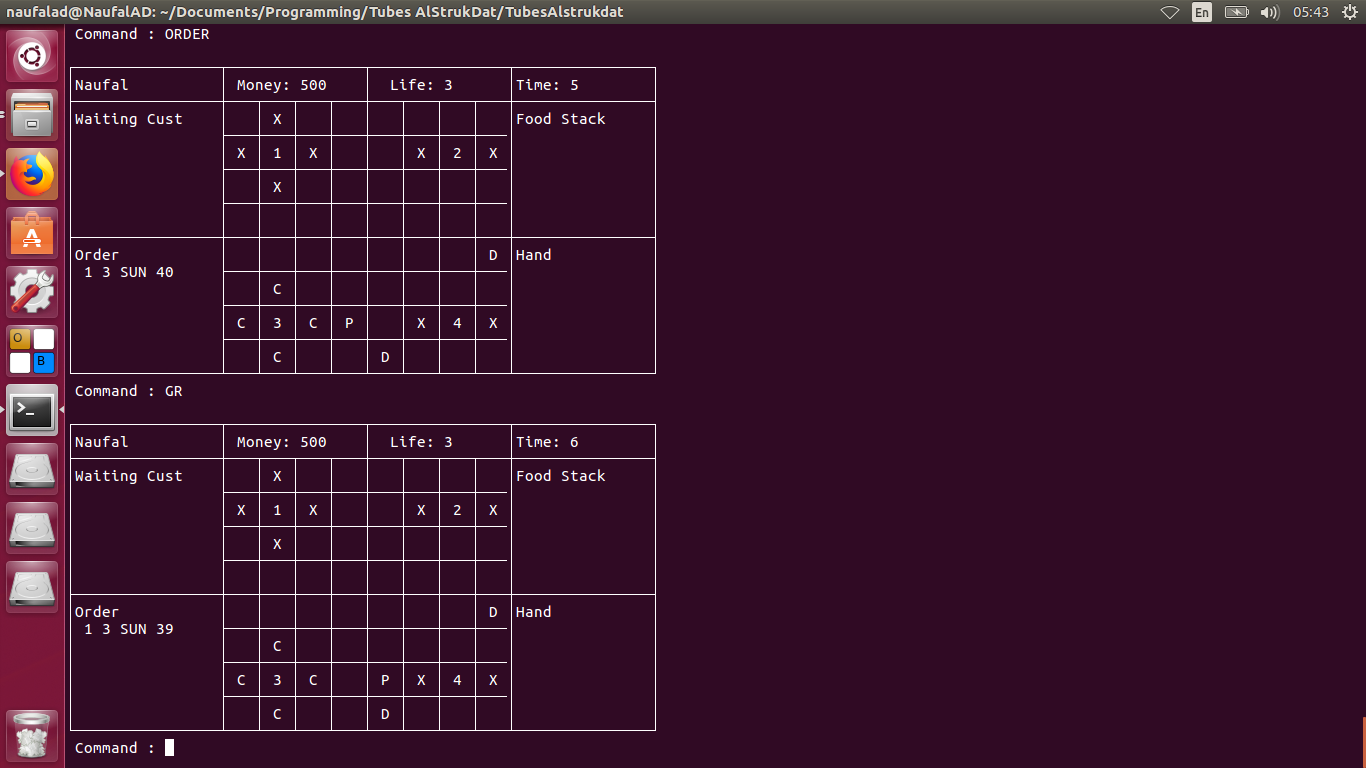 naufalad@NaufalAD: ~/Documents/Programming/Tubes AlStrukDat/TubesAlstrukdat En 05:43
Command : ORDER
Naufal Money: 500 Life: 3 Time: 5
Waiting Cust X Food Stack
X 1 X X 2 X
X
Order D Hand
1 3 SUN 40
C
C 3 C P X 4 X
C D
Command : GR
Naufal Money: 500 Life: 3 Time: 6
Waiting Cust X Food Stack
X 1 X X 2 X
X
Order D Hand
1 3 SUN 39
C
C 3 C P X 4 X
C D
Command :
O
B
A
>_